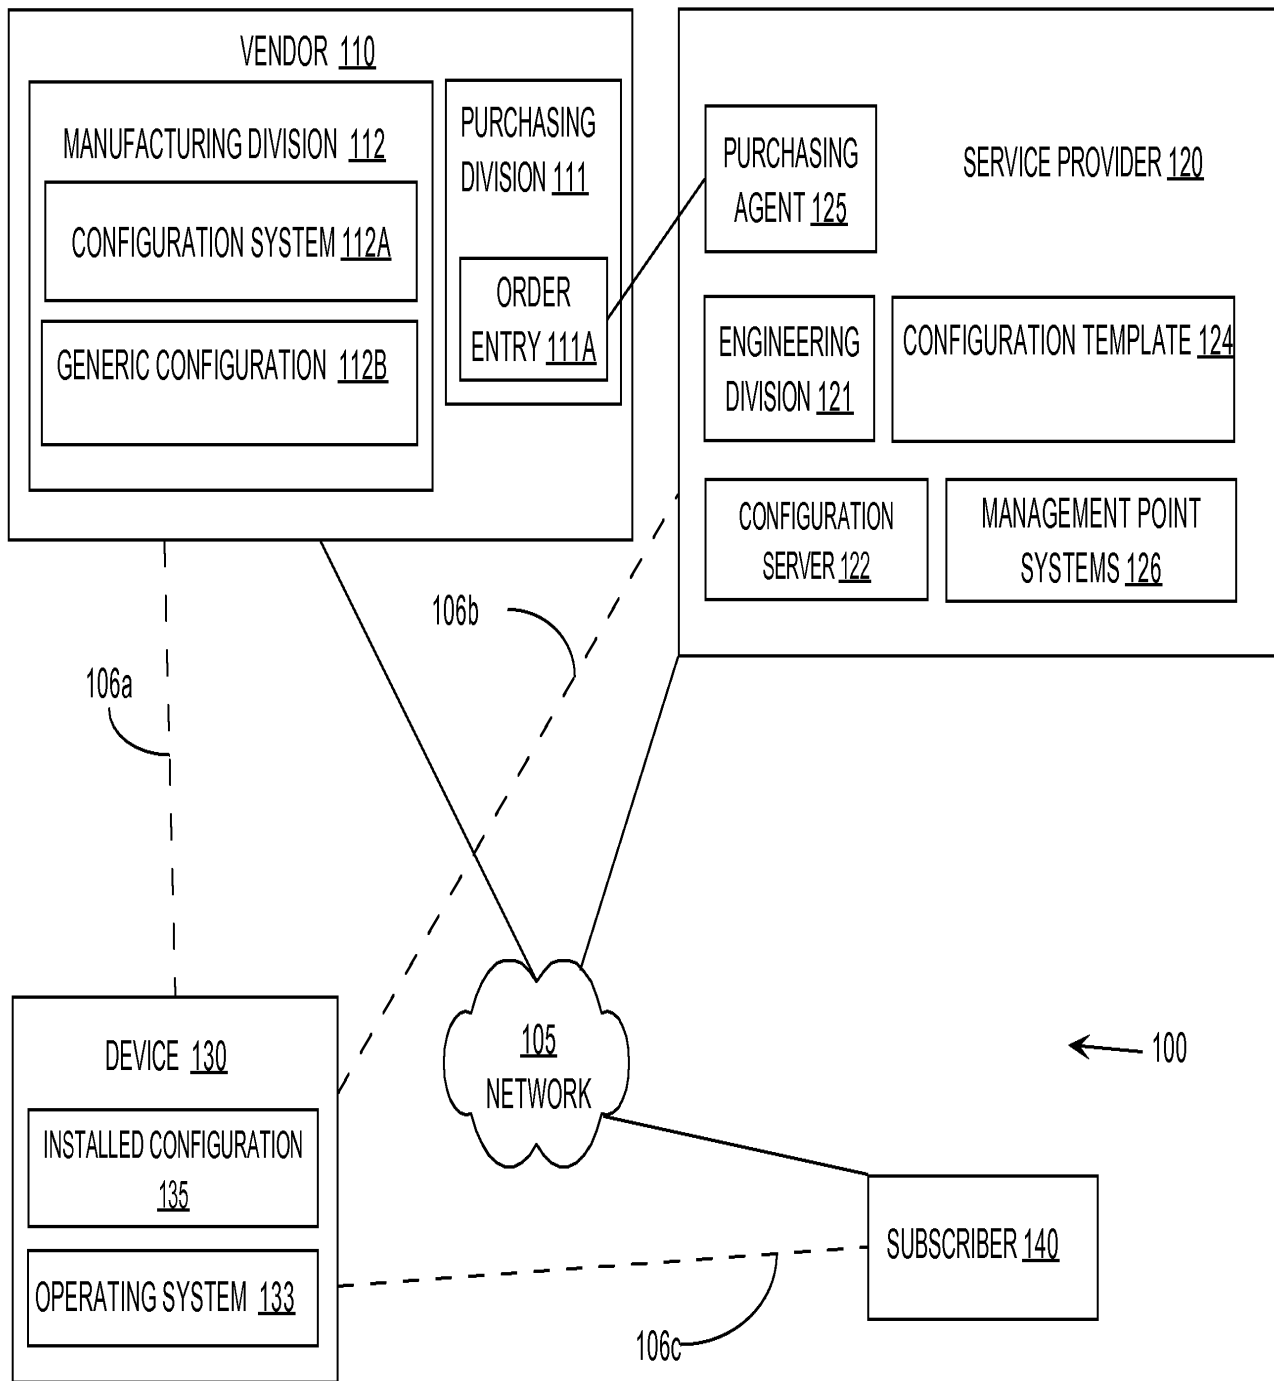 VENDOR 110
MANUFACTURING DIVISION 112
CONFIGURATION SYSTEM 112A
GENERIC CONFIGURATION 112B
PURCHASING
DIVISION 111
ORDER
ENTRY 111A
SERVICE PROVIDER 120
PURCHASING
AGENT 125
ENGINEERING
DIVISION 121
CONFIGURATION TEMPLATE 124
CONFIGURATION
SERVER 122
MANAGEMENT POINT
SYSTEMS 126
106b
106a
105
NETWORK
100
DEVICE 130
INSTALLED CONFIGURATION
135
OPERATING SYSTEM 133
SUBSCRIBER 140
106c